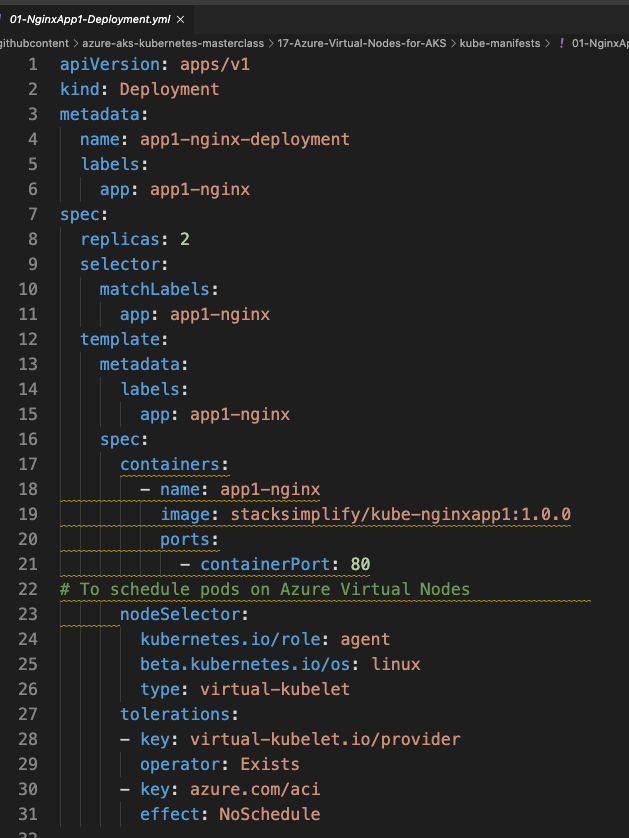 01-NginxApp1-Deployment.yml ×
githubcontent > azure-aks-kubernetes-masterclass > 17-Azure-Virtual-Nodes-for-AKS > kube-manifests > ! 01-NginxAp
1 apiVersion: apps/v1
2 kind: Deployment
3 metadata:
4   name: app1-nginx-deployment
5   labels:
6     app: app1-nginx
7 spec:
8   replicas: 2
9   selector:
10     matchLabels:
11       app: app1-nginx
12   template:
13     metadata:
14       labels:
15         app: app1-nginx
16     spec:
17       containers:
18         - name: app1-nginx
19           image: stacksimplify/kube-nginxapp1:1.0.0
20           ports:
21             - containerPort: 80
22 # To schedule pods on Azure Virtual Nodes
23       nodeSelector:
24         kubernetes.io/role: agent
25         beta.kubernetes.io/os: linux
26         type: virtual-kubelet
27       tolerations:
28       - key: virtual-kubelet.io/provider
29         operator: Exists
30       - key: azure.com/aci
31         effect: NoSchedule
32